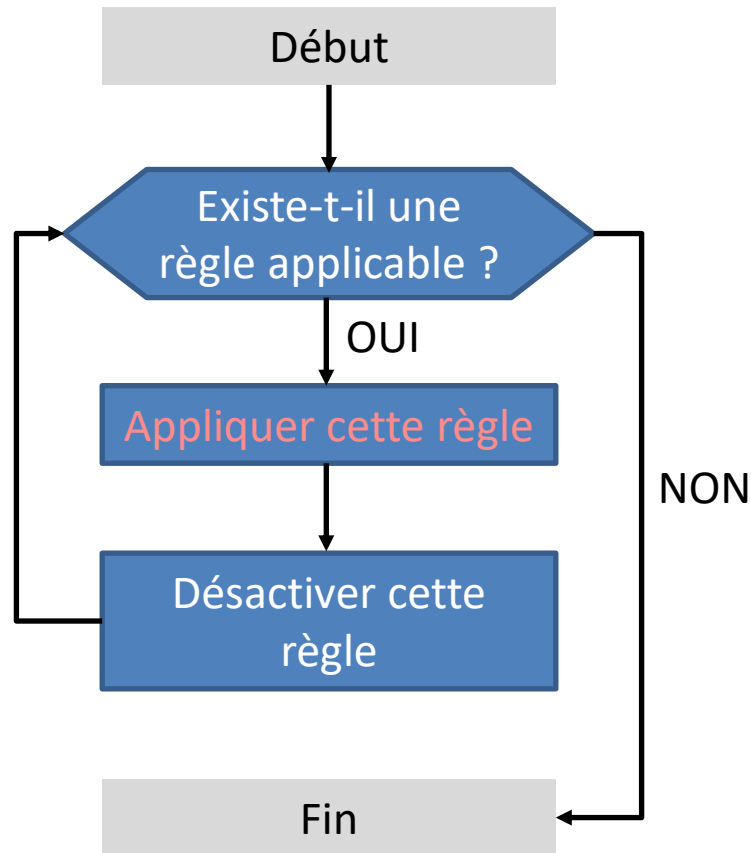 Début
Existe-t-il une
règle applicable ?
OUI
Appliquer cette règle
NON
Désactiver cette
règle
Fin